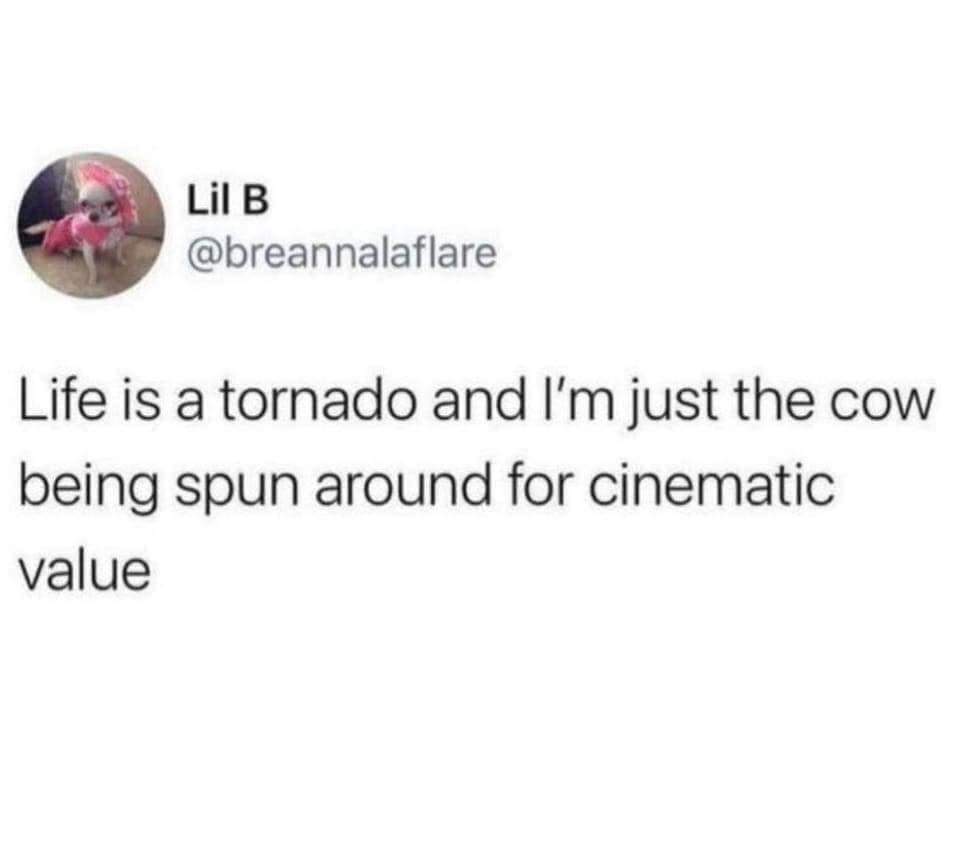 Lil B
@breannalaflare
Life is a tornado and I'm just the cow
being spun around for cinematic
value